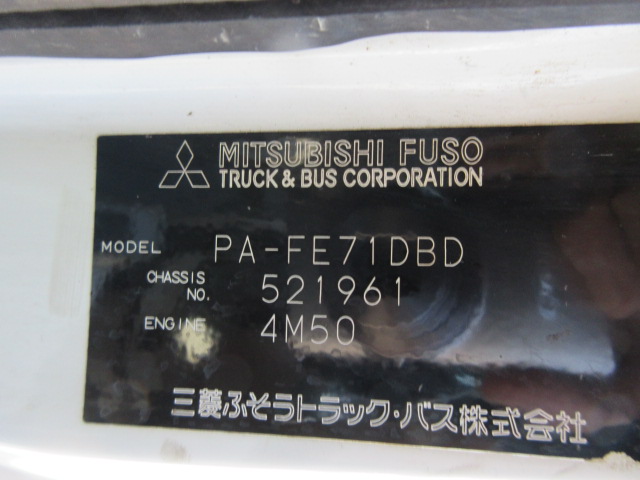 MITSUBISHI FUSO
TRUCK & BUS CORPORATION
MODEL PA-FE71DBD
CHASSIS NO. 521961
ENGINE 4M50
三菱ふそうトラック・バス株式会社